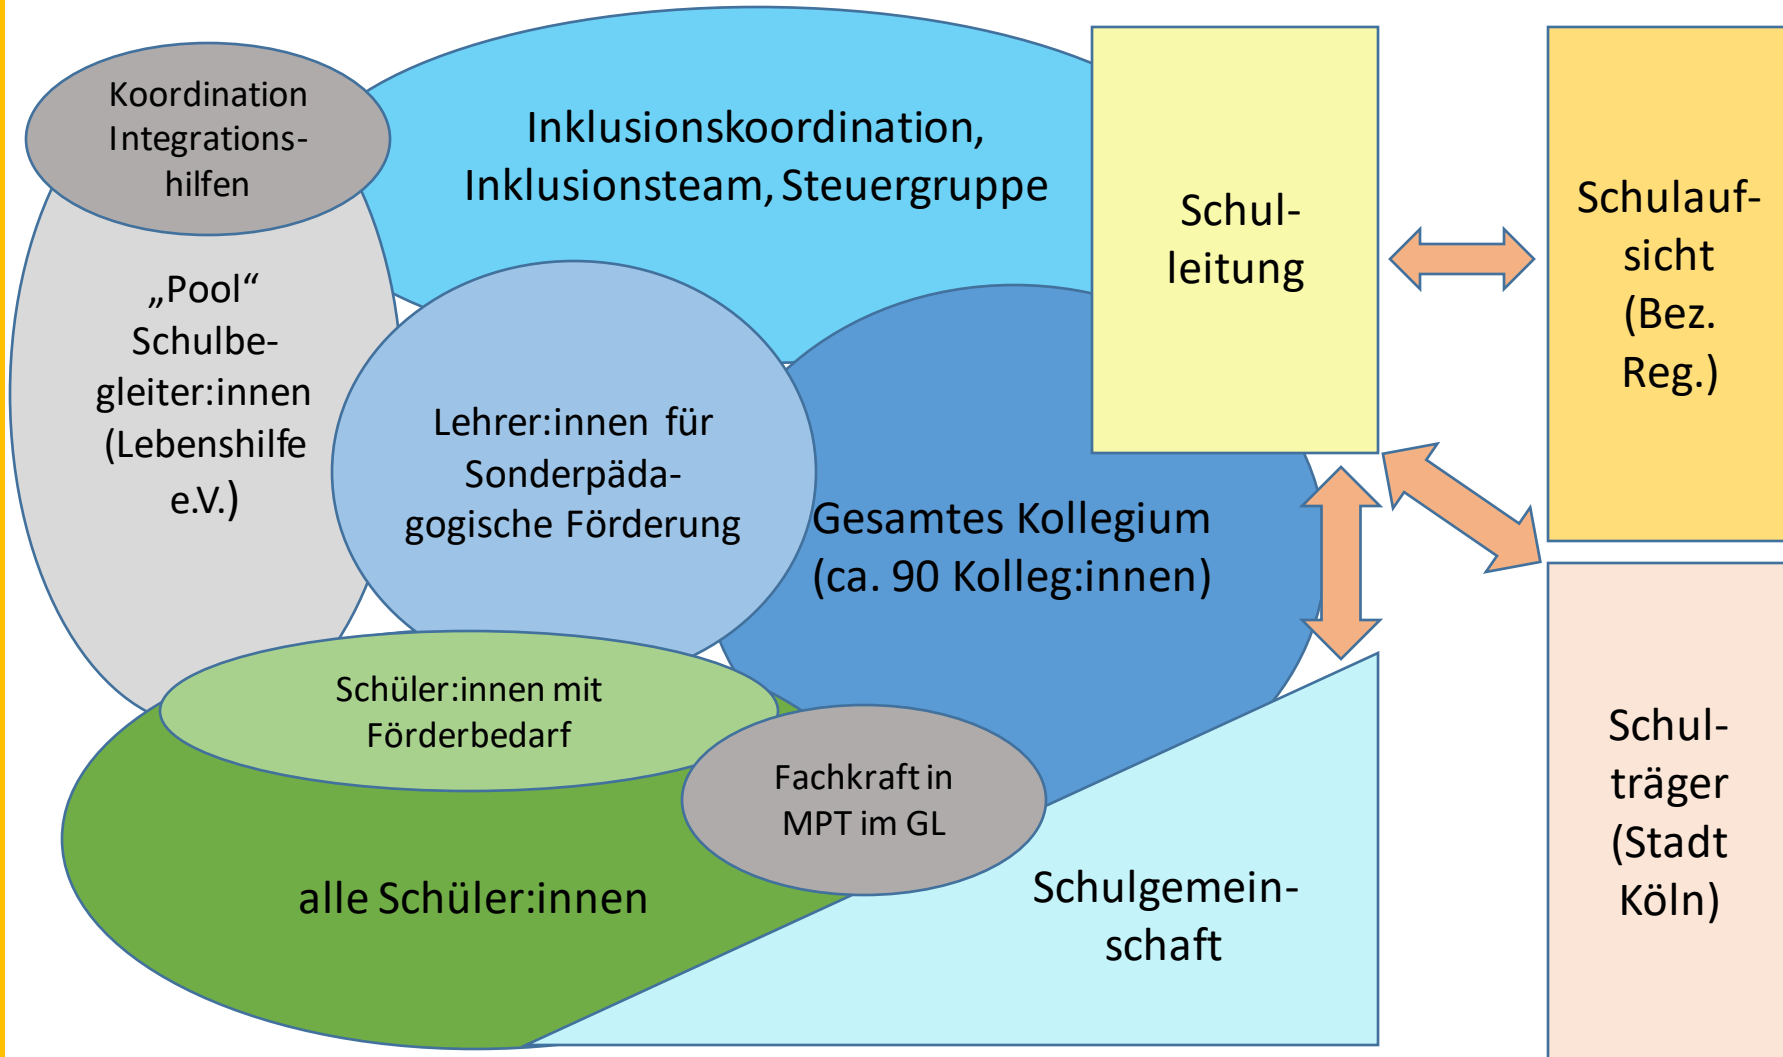 Koordination
Integrations-
hilfen
Inklusionskoordination,
Inklusionsteam, Steuergruppe
Schul-
leitung
Schulauf-
sicht
(Bez.
Reg.)
„Pool“
Schulbe-
gleiter:innen
(Lebenshilfe
e.V.)
Lehrer:innen für
Sonderpäda-
gogische Förderung
Gesamtes Kollegium
(ca. 90 Kolleg:innen)
Schüler:innen mit
Förderbedarf
Fachkraft in
MPT im GL
alle Schüler:innen
Schulgemein-
schaft
Schul-
träger
(Stadt
Köln)